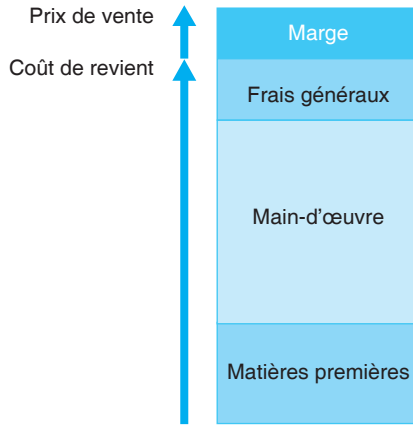 Prix de vente
Marge
Coût de revient
Frais généraux
Main-d'œuvre
Matières premières